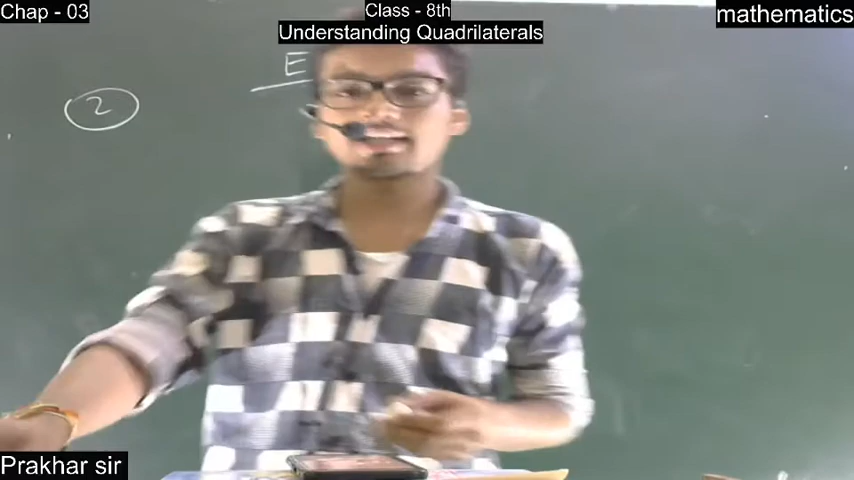 Chap - 03
Class - 8th
mathematics
Understanding Quadrilaterals
E
2
Prakhar sir